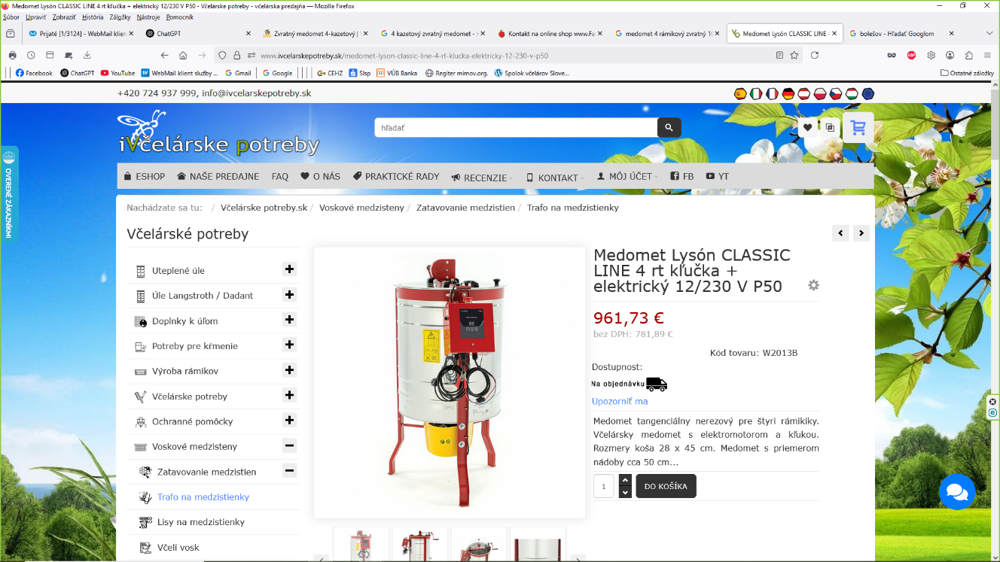 Medomet Lysón CLASSIC LINE 4 rt kľučka + elektrický 12/230 V P50 - Včelárske potreby - včelárska predajňa — Mozilla Firefox
Súbor Upraviť Zobraziť História Záložky Nástroje Pomocník
Prijaté [1/3124] - WebMail klien
ChatGPT
Zvratný medomet 4-kazetový |
4 kazetový zvratný medomet -
Kontakt na online shop www.Fa
medomet 4 rámikový zvratný
Medomet Lysón CLASSIC LINE
bolešov - Hľadať Googlom
www.ivcelarskepotreby.sk/medomet-lyson-classic-line-4-rt-klucka-elektricky-12-230-v-p50
Facebook ChatGPT YouTube WebMail klient služby ... Gmail Google CEHZ Slsp VÚB Banka Regiter mimov.org. Spolok včelárov Slove... Ostatné záložky
+420 724 937 999, info@ivcelarskepotreby.sk
iVčelárske potreby
hľadať
ESHOP NAŠE PREDAJNE FAQ O NÁS PRAKTICKÉ RADY RECENZIE KONTAKT MÔJ ÚČET FB YT
OVERENÉ ZÁKAZNÍKMI
Nachádzate sa tu: / Včelárske potreby.sk / Voskové medzisteny / Zatavovanie medzistien / Trafo na medzistienky
Včelárské potreby
Uteplené úle
Úle Langstroth / Dadant
Doplnky k úľom
Potreby pre kŕmenie
Výroba rámikov
Včelárske potreby
Ochranné pomôcky
Voskové medzisteny
Zatavovanie medzistien
Trafo na medzistienky
Lisy na medzistienky
Včelí vosk
Medomet Lysón CLASSIC
LINE 4 rt kľučka +
elektrický 12/230 V P50
961,73 €
bez DPH: 781,89 €
Kód tovaru: W2013B
Dostupnost:
Na objednávku
Upozorniť ma
Medomet tangenciálny nerezový pre štyri rámikiky.
Včelársky medomet s elektromotorom a kľukou.
Rozmery koša 28 x 45 cm. Medomet s priemerom
nádoby cca 50 cm...
1
DO KOŠÍKA